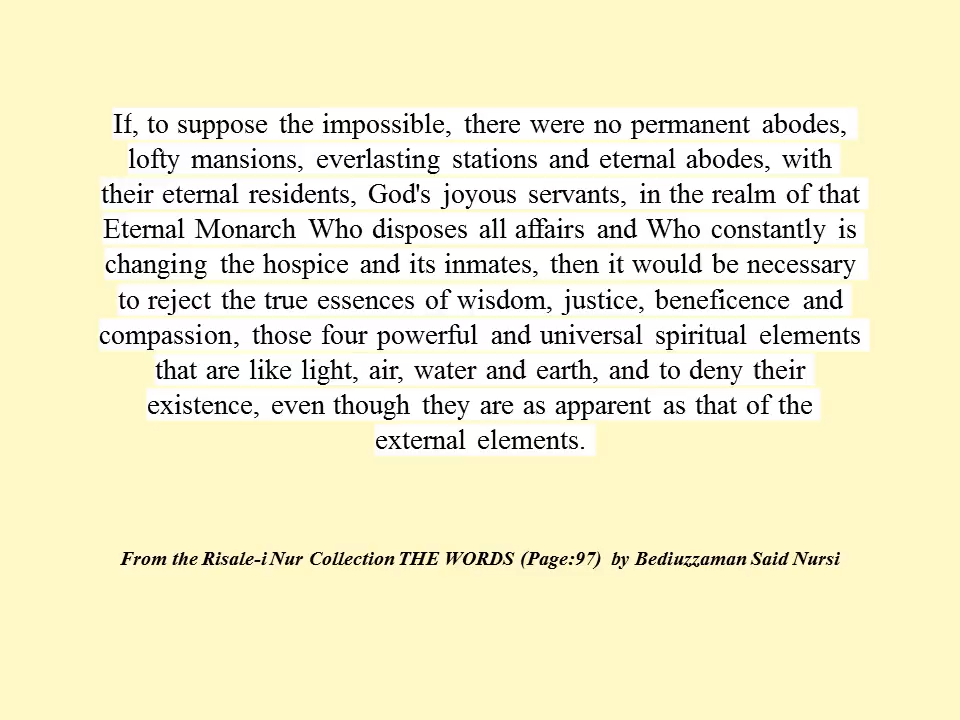 If, to suppose the impossible, there were no permanent abodes,
lofty mansions, everlasting stations and eternal abodes, with
their eternal residents, God's joyous servants, in the realm of that
Eternal Monarch Who disposes all affairs and Who constantly is
changing the hospice and its inmates, then it would be necessary
to reject the true essences of wisdom, justice, beneficence and
compassion, those four powerful and universal spiritual elements
that are like light, air, water and earth, and to deny their
existence, even though they are as apparent as that of the
external elements.
From the Risale-i Nur Collection THE WORDS (Page:97) by Bediuzzaman Said Nursi